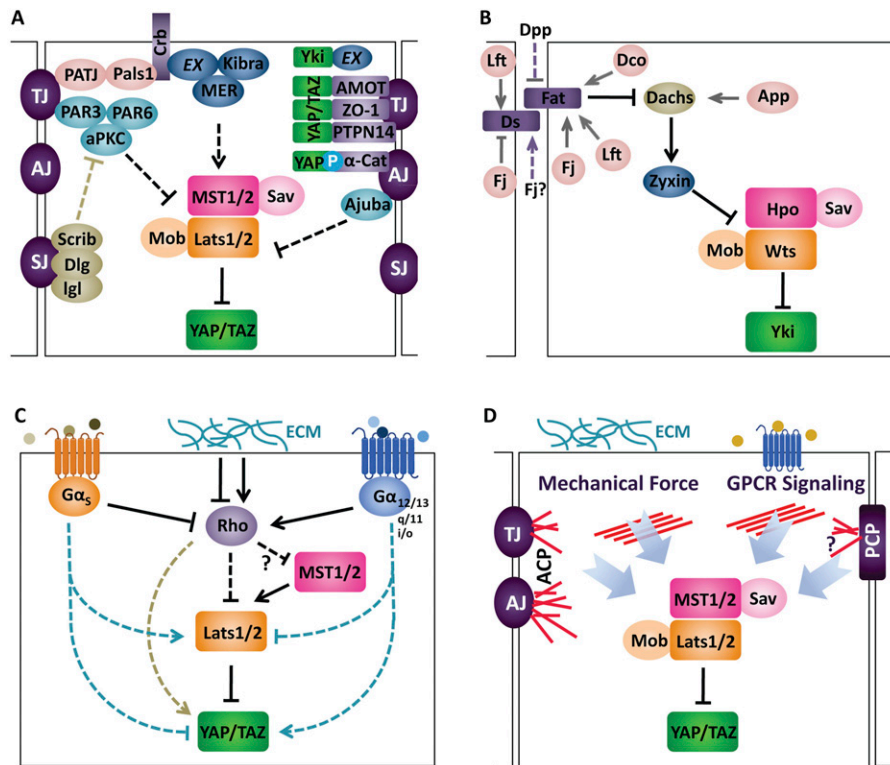 A
Crb
EX
Kibra
MER
PATJ
Pals1
TJ
PAR3
PAR6
aPKC
AJ
SJ
Scrib
Dlg
lgl
Yki
EX
YAP/TAZ
AMOT
ZO-1
YAP/TAZ
PTPN14
YAP
P
α-Cat
TJ
AJ
SJ
Ajuba
MST1/2
Sav
Mob
Lats1/2
YAP/TAZ
B
Dpp
Lft
Dco
Fat
Dachs
App
Ds
Fj
Fj?
Fj
Lft
Zyxin
Hpo
Sav
Mob
Wts
Yki
C
ECM
Gαs
Gα12/13
q/11
i/o
Rho
?
MST1/2
Lats1/2
YAP/TAZ
D
ECM
Mechanical Force
GPCR Signaling
TJ
ACP
AJ
?
PCP
MST1/2
Sav
Mob
Lats1/2
YAP/TAZ